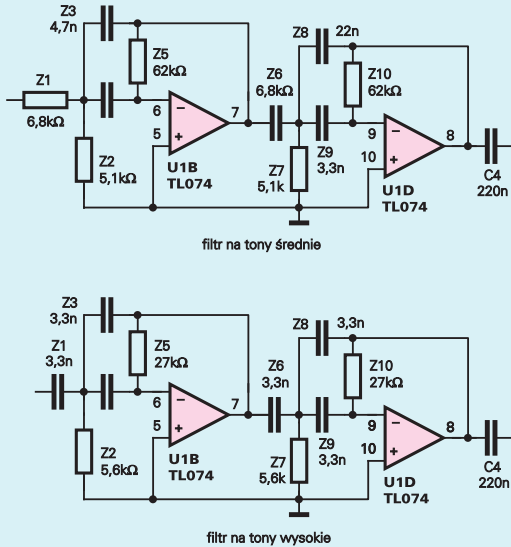 Z3
4,7n
Z8
22n
Z1
Z5
62kΩ
Z6
6,8kΩ
Z10
62kΩ
6
7
9
8
6,8kΩ
5
10
Z2
5,1kΩ
U1B
TL074
Z7
5,1k
Z9
3,3n
U1D
TL074
C4
220n
filtr na tony średnie
Z3
3,3n
Z8
3,3n
Z1
3,3n
Z5
27kΩ
Z6
3,3n
Z10
27kΩ
6
7
9
8
5
10
Z2
5,6kΩ
U1B
TL074
Z7
5,6k
Z9
3,3n
U1D
TL074
C4
220n
filtr na tony wysokie